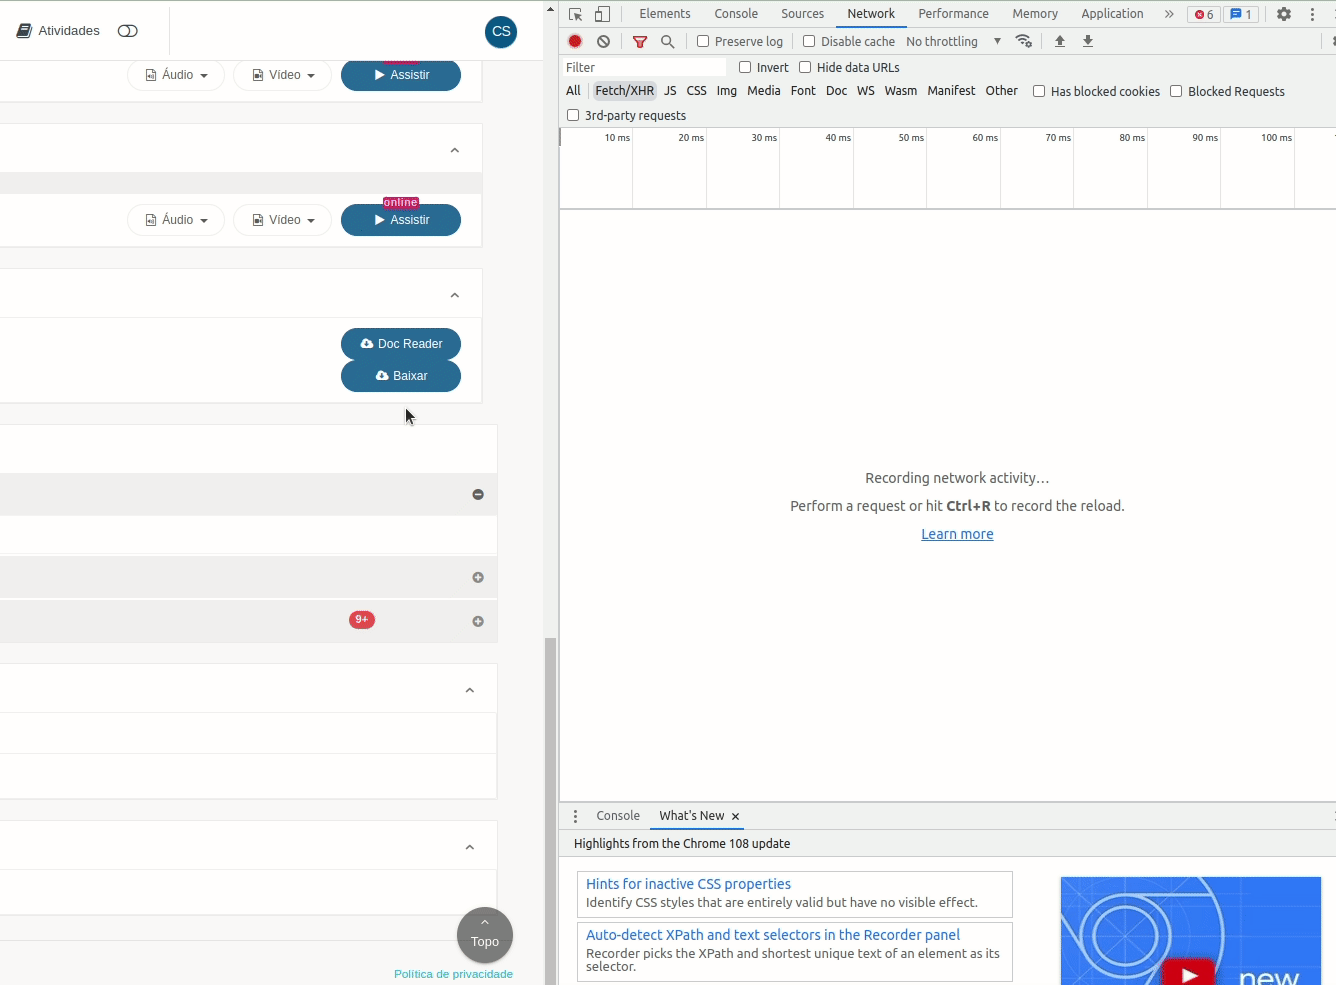 Atividades
CS
Áudio
Vídeo
Assistir
online
Áudio
Vídeo
Assistir
Doc Reader
Baixar
9+
Topo
Política de privacidade
Elements Console Sources Network Performance Memory Application » 6 1
Preserve log Disable cache No throttling
Filter Invert Hide data URLs
All Fetch/XHR JS CSS Img Media Font Doc WS Wasm Manifest Other Has blocked cookies Blocked Requests
3rd-party requests
10 ms 20 ms 30 ms 40 ms 50 ms 60 ms 70 ms 80 ms 90 ms 100 ms
Recording network activity…
Perform a request or hit Ctrl+R to record the reload.
Learn more
Console What's New ×
Highlights from the Chrome 108 update
Hints for inactive CSS properties
Identify CSS styles that are entirely valid but have no visible effect.
Auto-detect XPath and text selectors in the Recorder panel
Recorder picks the XPath and shortest unique text of an element as its
selector.
new